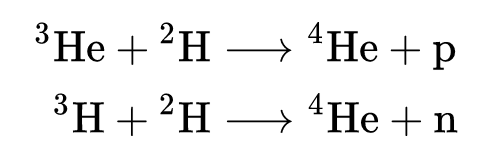 ³He + ²H ⟶ ⁴He + p
³H + ²H ⟶ ⁴He + n